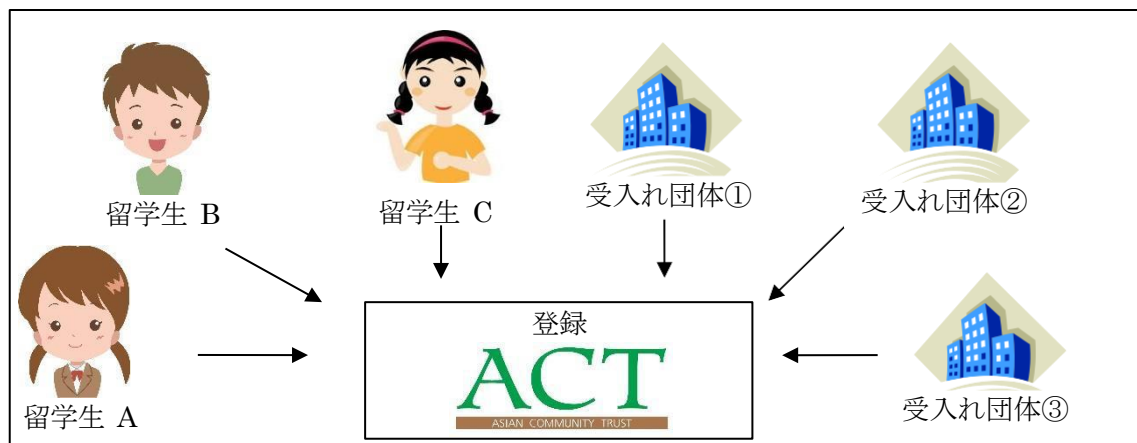 留学生 B
留学生 C
受入れ団体①
受入れ団体②
留学生 A
登録
ACT
ASIAN COMMUNITY TRUST
受入れ団体③